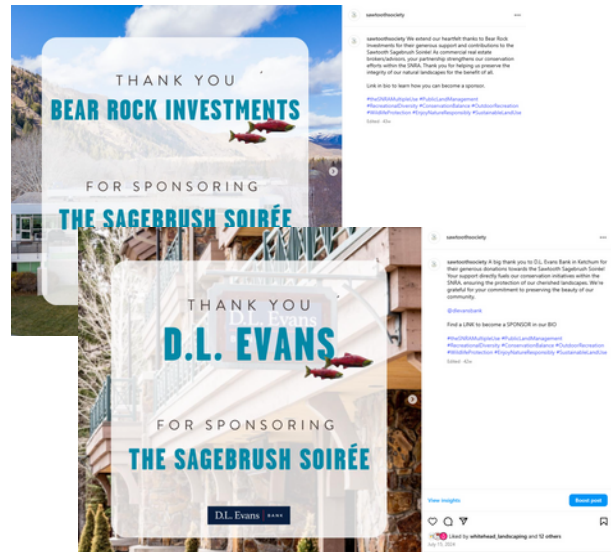 sawtoothsociety
sawtoothsociety We extend our heartfelt thanks to Bear Rock
Investments for their generous support and contributions to the
Sawtooth Sagebrush Soirée! As commercial real estate
brokers/advisors, your partnership strengthens our conservation
efforts within the SNRA. Thank you for helping us preserve the
integrity of our natural landscapes for the benefit of all.
Link in bio to learn how you can become a sponsor.
#theSNRAMultipleUse #PublicLandManagement
#RecreationalDiversity #ConservationBalance #OutdoorRecreation
#WildlifeProtection #EnjoyNatureResponsibly #SustainableLandUse
Edited · 43w
THANK YOU
BEAR ROCK INVESTMENTS
FOR SPONSORING
THE SAGEBRUSH SOIRÉE
sawtoothsociety
sawtoothsociety A big thank you to D.L. Evans Bank in Ketchum for
their generous donations towards the Sawtooth Sagebrush Soirée!
Your support directly fuels our conservation initiatives within the
SNRA, ensuring the protection of our cherished landscapes. We're
grateful for your commitment to preserving the beauty of our
community.
@dlevansbank
Find a LINK to become a SPONSOR in our BIO
#theSNRAMultipleUse #PublicLandManagement
#RecreationalDiversity #ConservationBalance #OutdoorRecreation
#WildlifeProtection #EnjoyNatureResponsibly #SustainableLandUse
Edited · 42w
THANK YOU
D.L. Evans
D.L. EVANS
FOR SPONSORING
THE SAGEBRUSH SOIRÉE
D.L. Evans BANK
View insights
Boost post
Liked by whitehead_landscaping and 12 others
July 15, 2024